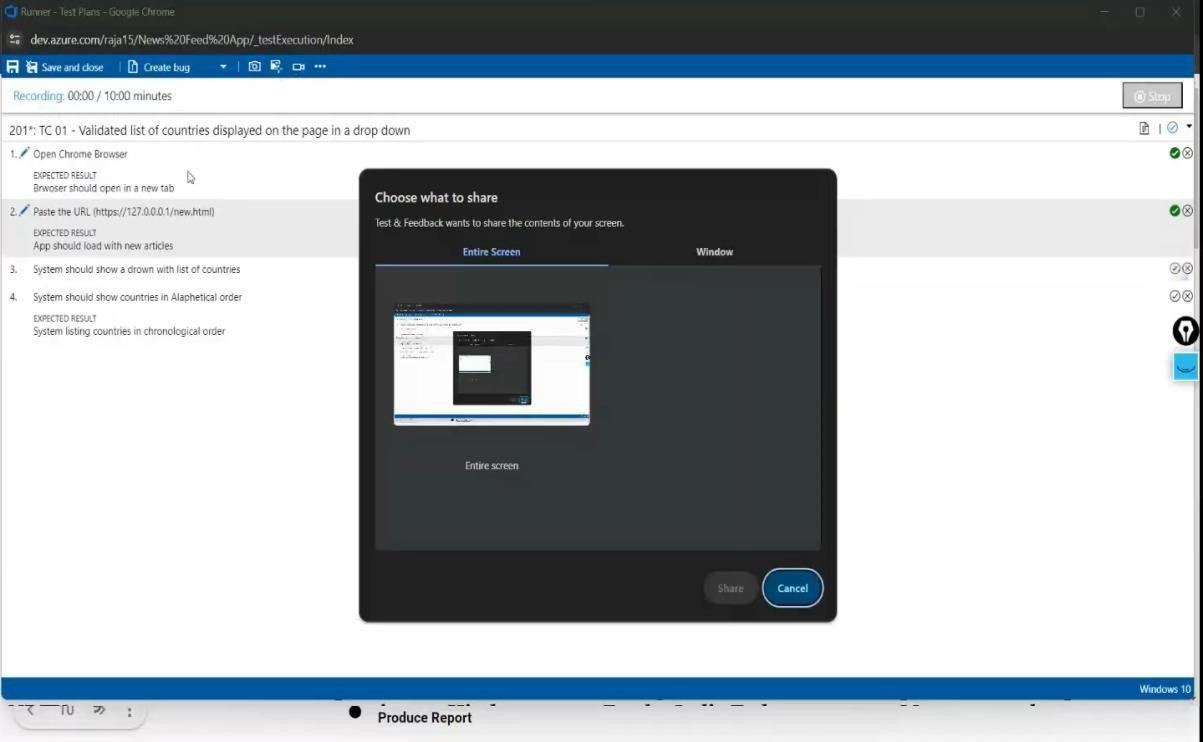 Runner - Test Plans - Google Chrome
dev.azure.com/raja15/News%20Feed%20App/_testExecution/Index
Save and close Create bug
Recording: 00:00 / 10:00 minutes
Stop
201*: TC 01 - Validated list of countries displayed on the page in a drop down
1. Open Chrome Browser
EXPECTED RESULT
Brwoser should open in a new tab
2. Paste the URL (https://127.0.0.0.1/new.html)
EXPECTED RESULT
App should load with new articles
3. System should show a drown with list of countries
4. System should show countries in Alaphetical order
EXPECTED RESULT
System listing countries in chronological order
Choose what to share
Test & Feedback wants to share the contents of your screen.
Entire Screen Window
Entire screen
Share Cancel
Windows 10
Produce Report